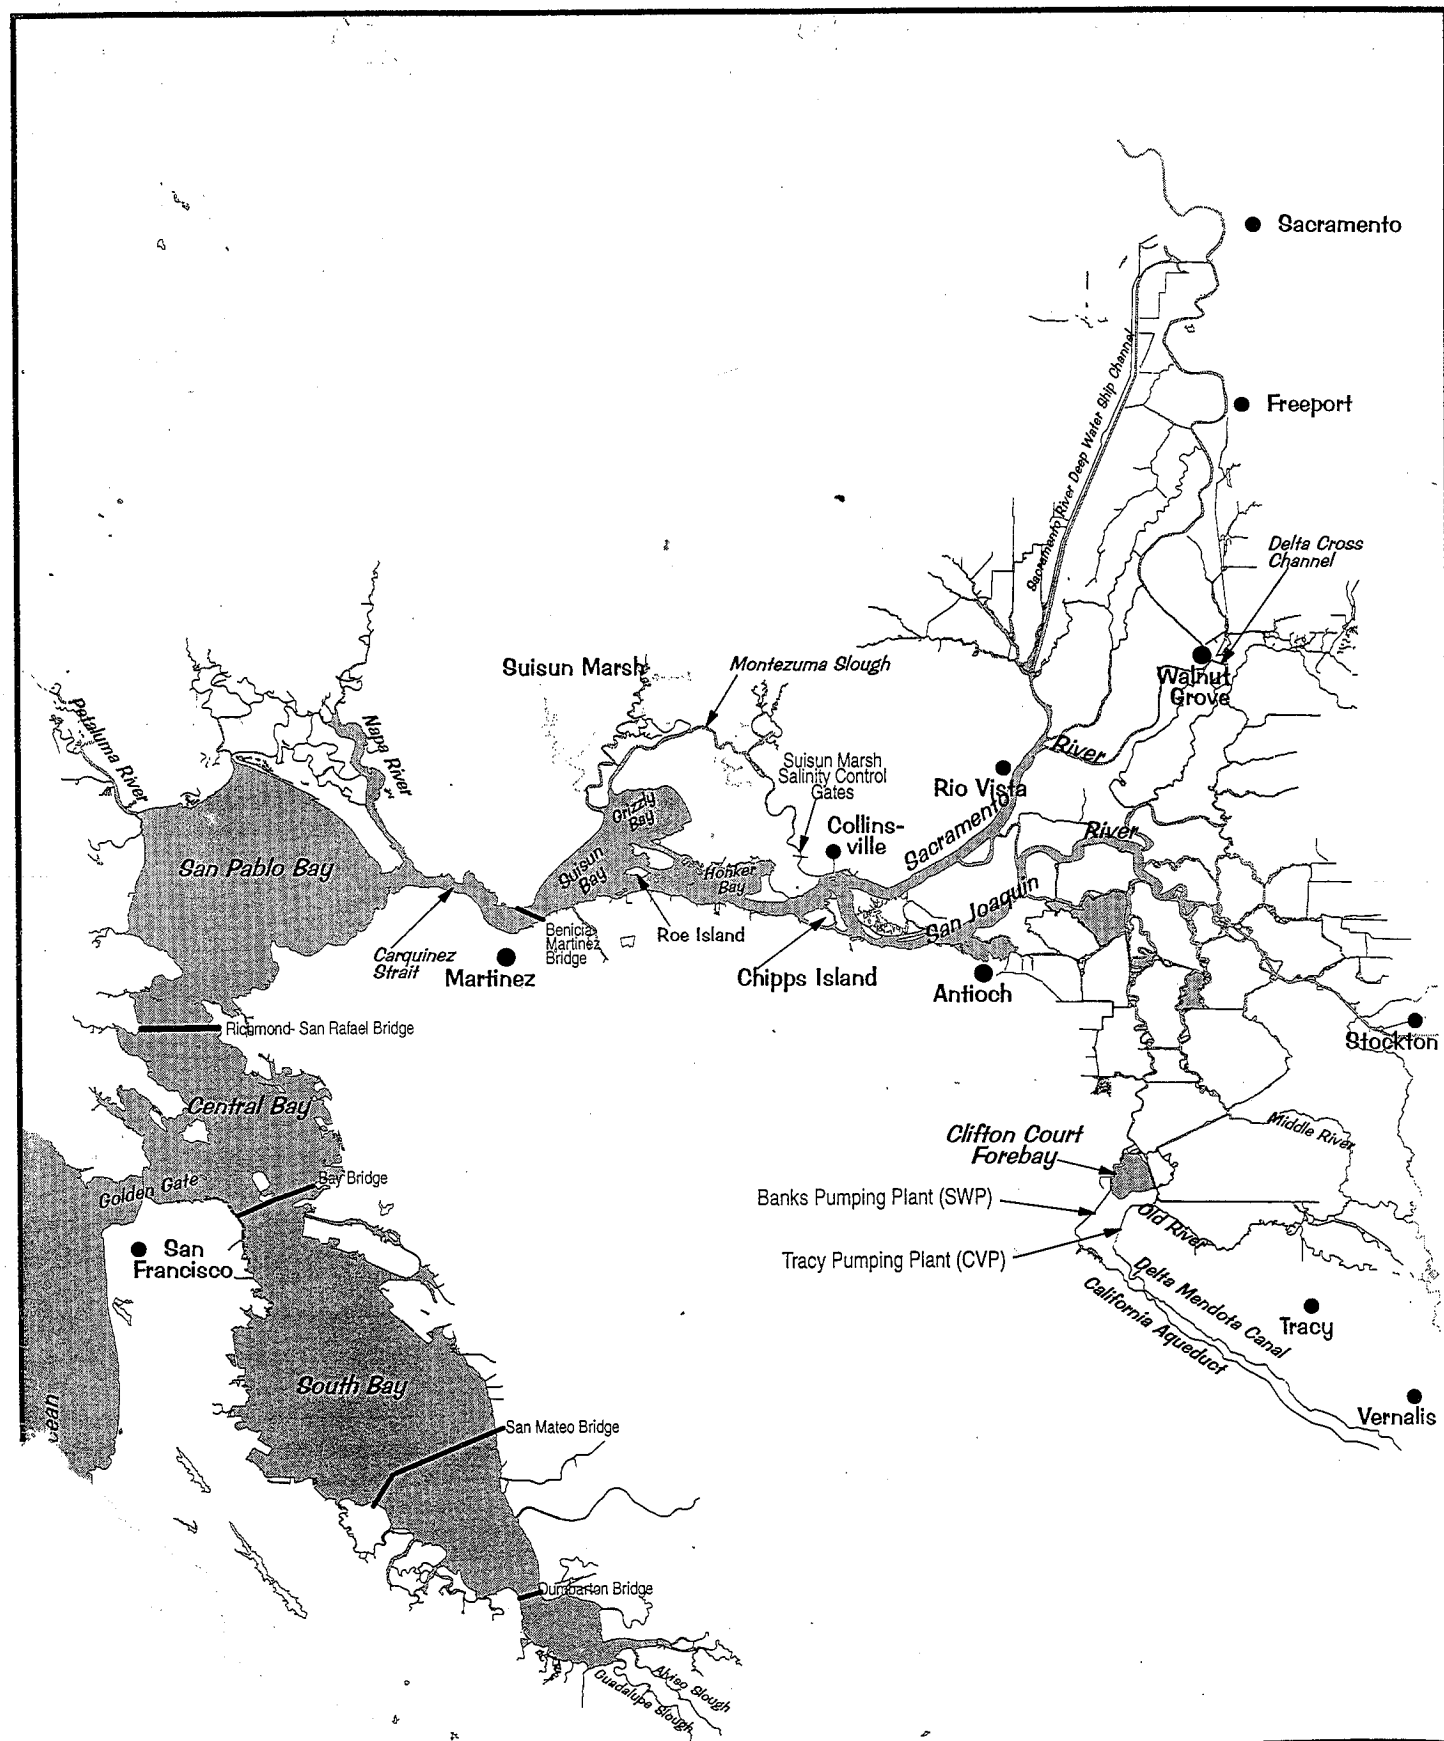 Sacramento
Freeport
Sacramento River Deep Water Ship Channel
Delta Cross
Channel
Walnut
Grove
Suisun Marsh
Montezuma Slough
Petaluma River
Napa River
Suisun Marsh
Salinity Control
Gates
River
Rio Vista
Sacramento
Grizzly
Bay
Collins-
ville
River
San Pablo Bay
Suisun
Bay
Honker
Bay
San Joaquin
Carquinez
Strait
Martinez
Benicia-
Martinez
Bridge
Roe Island
Chipps Island
Antioch
Richmond- San Rafael Bridge
Stockton
Central Bay
Middle River
Clifton Court
Forebay
Golden Gate
Bay Bridge
Banks Pumping Plant (SWP)
Old River
San
Francisco
Tracy Pumping Plant (CVP)
Delta Mendota Canal
California Aqueduct
Tracy
South Bay
Vernalis
San Mateo Bridge
Dumbarton Bridge
Alviso Slough
Guadalupe Slough